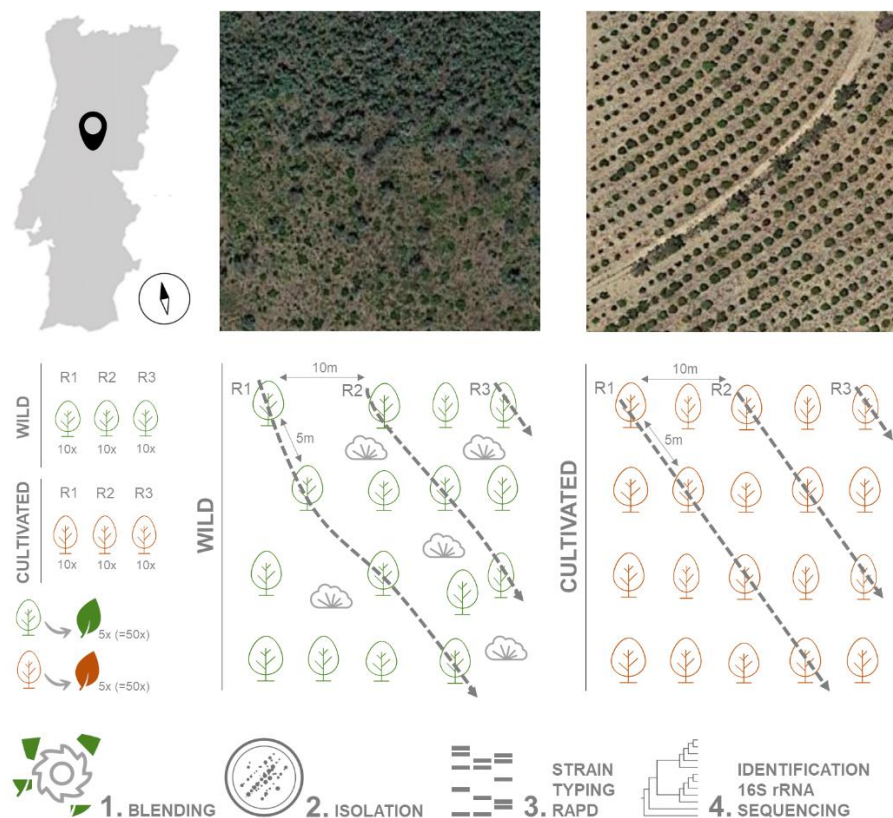 WILD
R1 R2 R3
10x 10x 10x
CULTIVATED
R1 R2 R3
10x 10x 10x
5x (=50x)
5x (=50x)
WILD
10m
R1 R2 R3
5m
CULTIVATED
10m
R1 R2 R3
5m
1. BLENDING
2. ISOLATION
3. STRAIN
TYPING
RAPD
4. IDENTIFICATION
16S rRNA
SEQUENCING